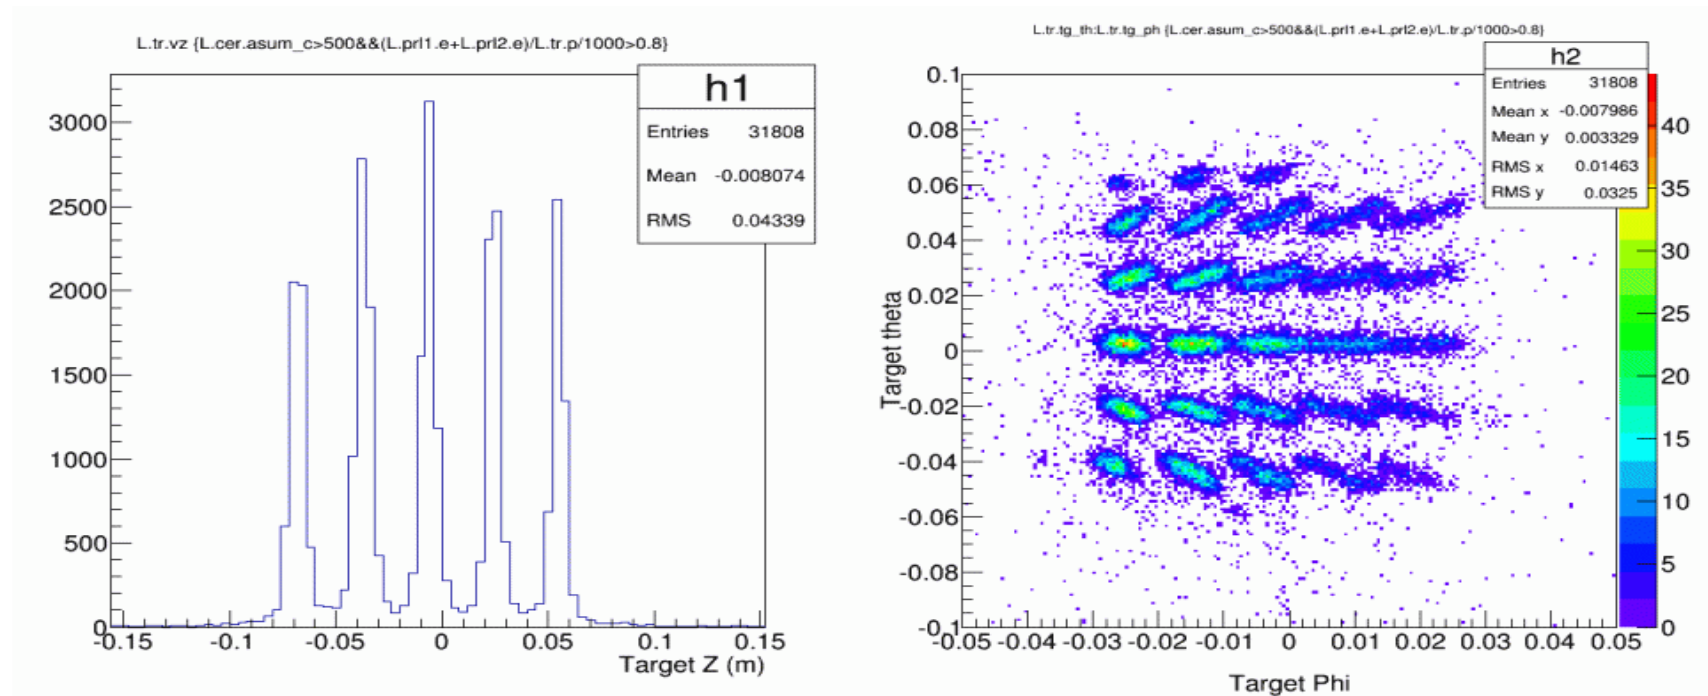 L.tr.vz {L.cer.asum_c>500&&(L.prl1.e+L.prl2.e)/L.tr.p/1000>0.8}
h1
Entries 31808
Mean -0.008074
RMS 0.04339
3000
2500
2000
1500
1000
500
0
-0.15 -0.1 -0.05 0 0.05 0.1 0.15
Target Z (m)
L.tr.tg_th:L.tr.tg_ph {L.cer.asum_c>500&&(L.prl1.e+L.prl2.e)/L.tr.p/1000>0.8}
h2
Entries 31808
Mean x -0.007986
Mean y 0.003329
RMS x 0.01463
RMS y 0.0325
0.1
0.08
0.06
0.04
0.02
0
-0.02
-0.04
-0.06
-0.08
-0.1
Target theta
-0.05 -0.04 -0.03 -0.02 -0.01 0 0.01 0.02 0.03 0.04 0.05
Target Phi
40
35
30
25
20
15
10
5
0